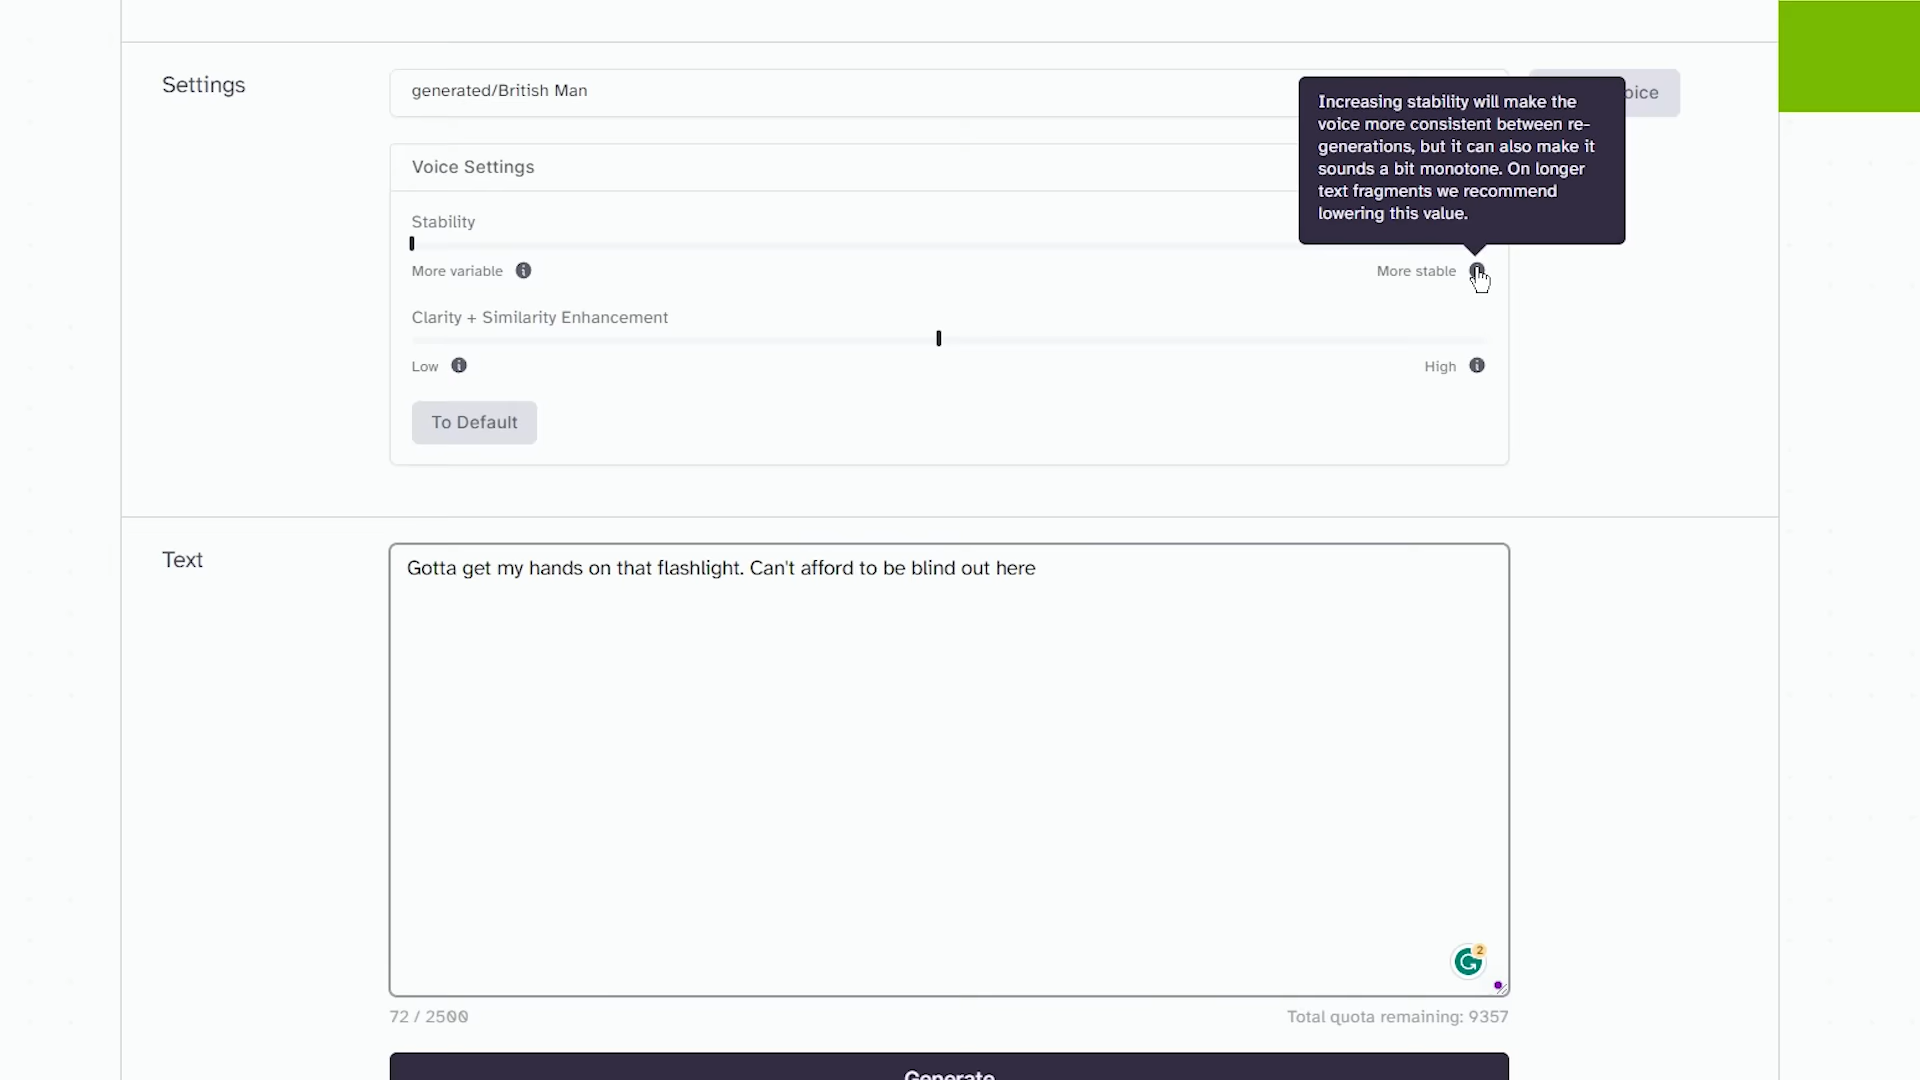 Settings
generated/British Man
oice
Increasing stability will make the
voice more consistent between re-
generations, but it can also make it
sounds a bit monotone. On longer
text fragments we recommend
lowering this value.
Voice Settings
Stability
More variable
More stable
Clarity + Similarity Enhancement
Low
High
To Default
Text
Gotta get my hands on that flashlight. Can't afford to be blind out here
2
72 / 2500
Total quota remaining: 9357
Generate